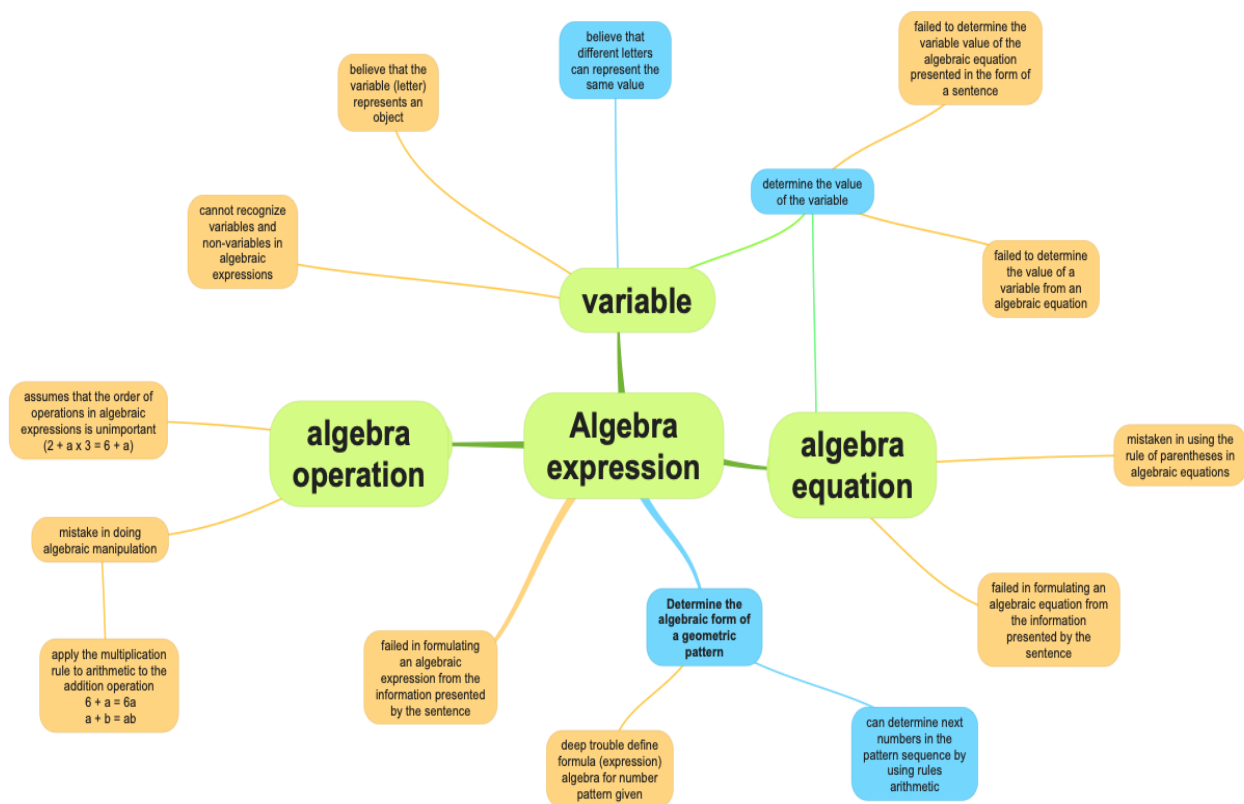 failed to determine the
variable value of the
algebraic equation
presented in the form of
a sentence
believe that
different letters
can represent the
same value
believe that the
variable (letter)
represents an
object
determine the value
of the variable
cannot recognize
variables and
non-variables in
algebraic
expressions
failed to determine
the value of a
variable from an
algebraic equation
variable
assumes that the order of
operations in algebraic
expressions is unimportant
(2 + a x 3 = 6 + a)
algebra
operation
Algebra
expression
algebra
equation
mistaken in using the
rule of parentheses in
algebraic equations
mistake in doing
algebraic manipulation
failed in formulating an
algebraic equation from
the information
presented by the
sentence
Determine the
algebraic form of
a geometric
pattern
failed in formulating
an algebraic
expression from the
information presented
by the sentence
apply the multiplication
rule to arithmetic to the
addition operation
6 + a = 6a
a + b = ab
can determine next
numbers in the
pattern sequence by
using rules
arithmetic
deep trouble define
formula (expression)
algebra for number
pattern given